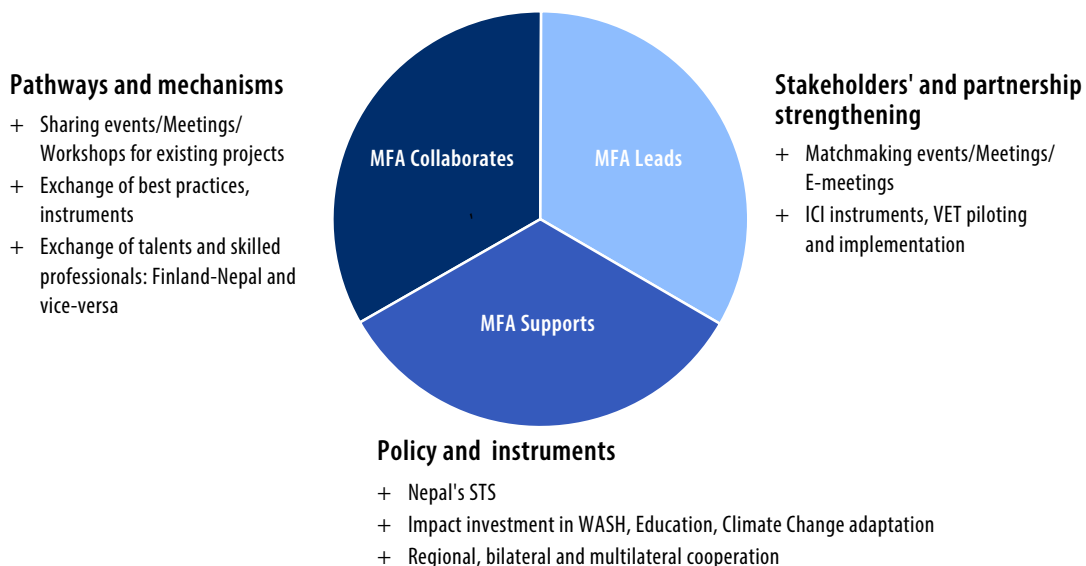 Pathways and mechanisms
+ Sharing events/Meetings/
Workshops for existing projects
+ Exchange of best practices,
instruments
+ Exchange of talents and skilled
professionals: Finland-Nepal and
vice-versa
MFA Collaborates
MFA Leads
MFA Supports
Stakeholders' and partnership
strengthening
+ Matchmaking events/Meetings/
E-meetings
+ ICI instruments, VET piloting
and implementation
Policy and instruments
+ Nepal's STS
+ Impact investment in WASH, Education, Climate Change adaptation
+ Regional, bilateral and multilateral cooperation